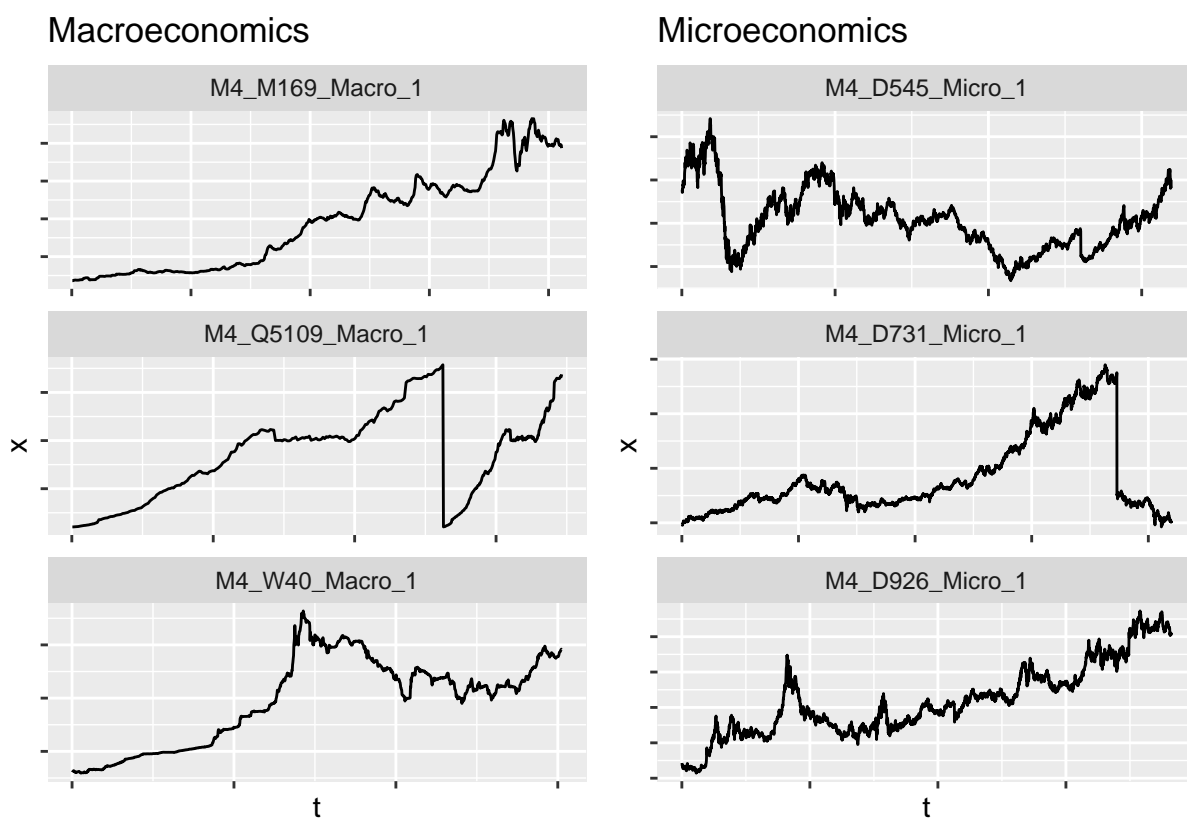 Macroeconomics
M4_M169_Macro_1
M4_Q5109_Macro_1
x
M4_W40_Macro_1
t
Microeconomics
M4_D545_Micro_1
M4_D731_Micro_1
x
M4_D926_Micro_1
t